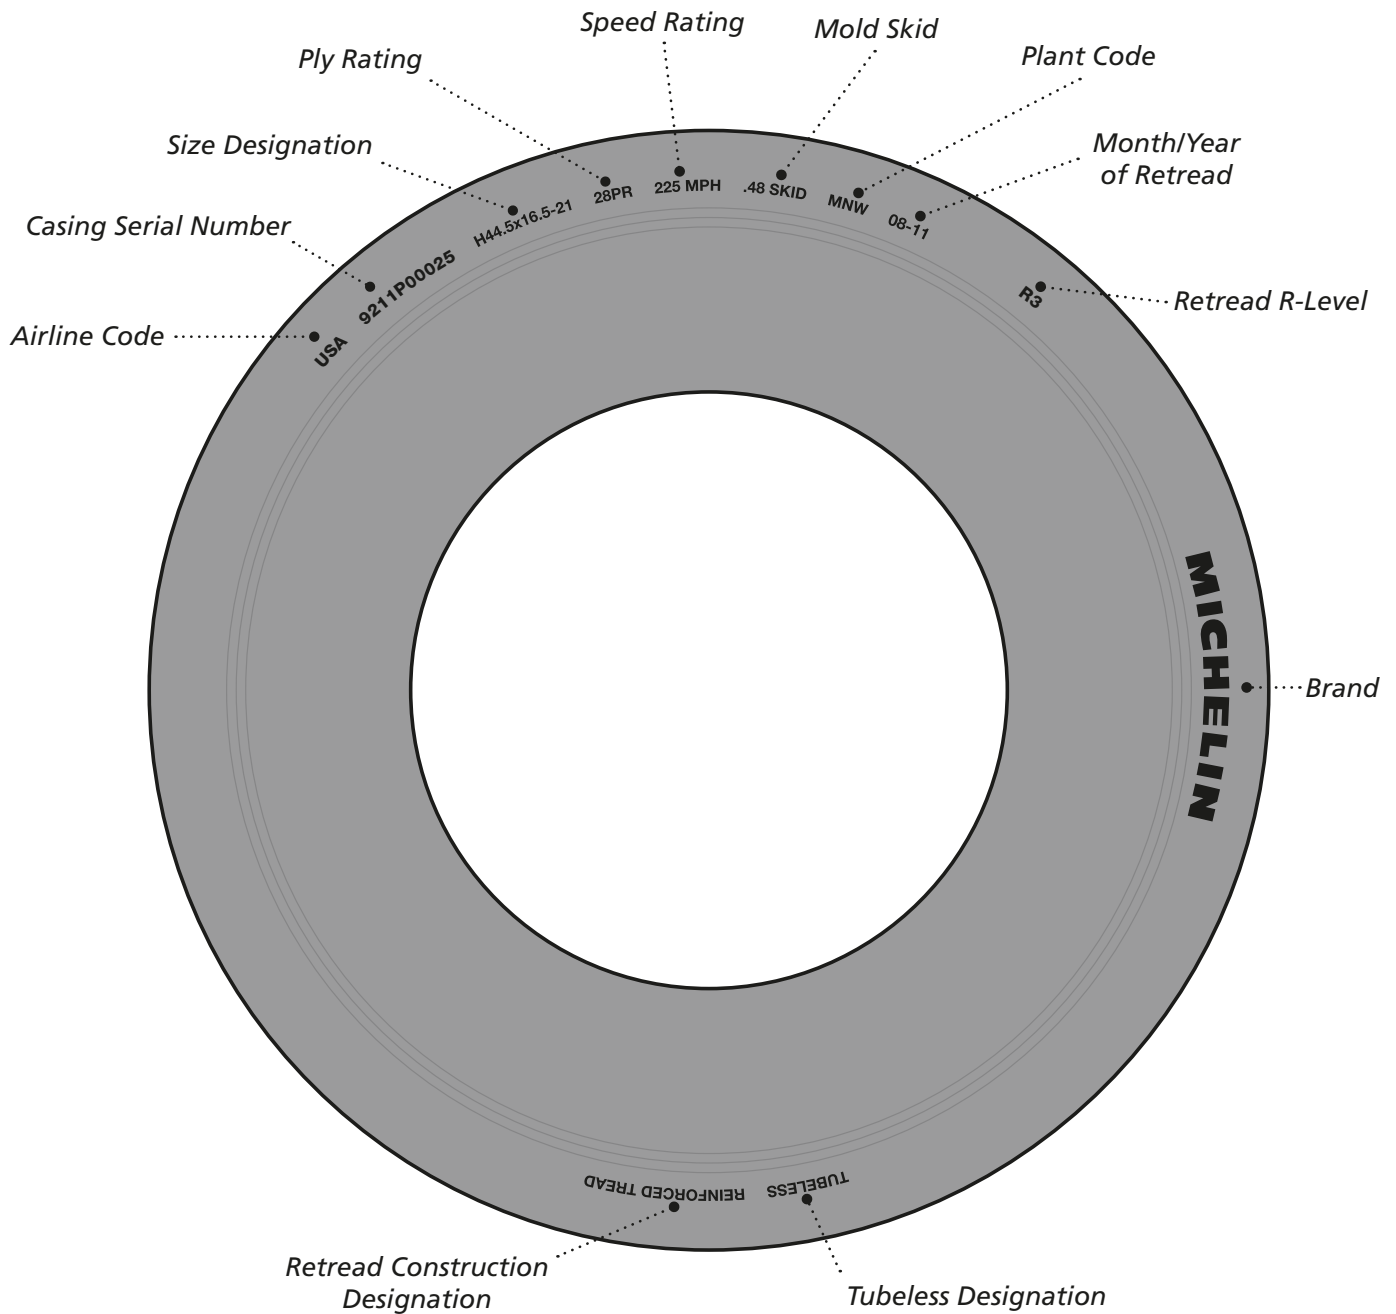 Speed Rating
Mold Skid
Ply Rating
Plant Code
Size Designation
Month/Year
of Retread
Casing Serial Number
Retread R-Level
Airline Code
USA
9211P00025
H44.5x16.5-21
28PR
225 MPH
.48 SKID
MNW
08-11
R3
MICHELIN
Brand
TUBELESS
REINFORCED TREAD
Retread Construction
Designation
Tubeless Designation